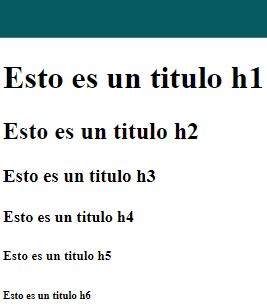 Esto es un titulo h1
Esto es un titulo h2
Esto es un titulo h3
Esto es un titulo h4
Esto es un titulo h5
Esto es un titulo h6